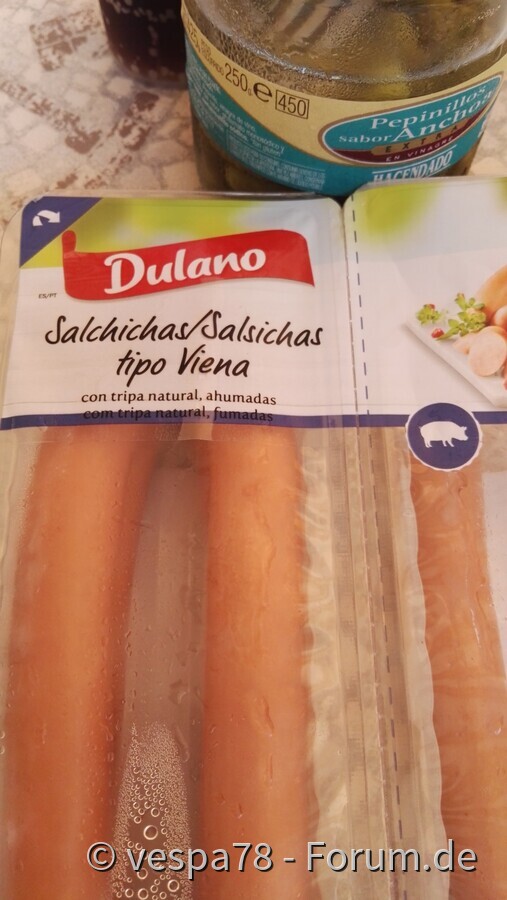 250g e 450
Pepinillos
sabor Anchoa
EXTRA
EN VINAGRE
HACENDADO
Dulano
ES/PT
Salchichas/Salsichas
tipo Viena
con tripa natural, ahumadas
com tripa natural, fumadas
© vespa78 - Forum.de